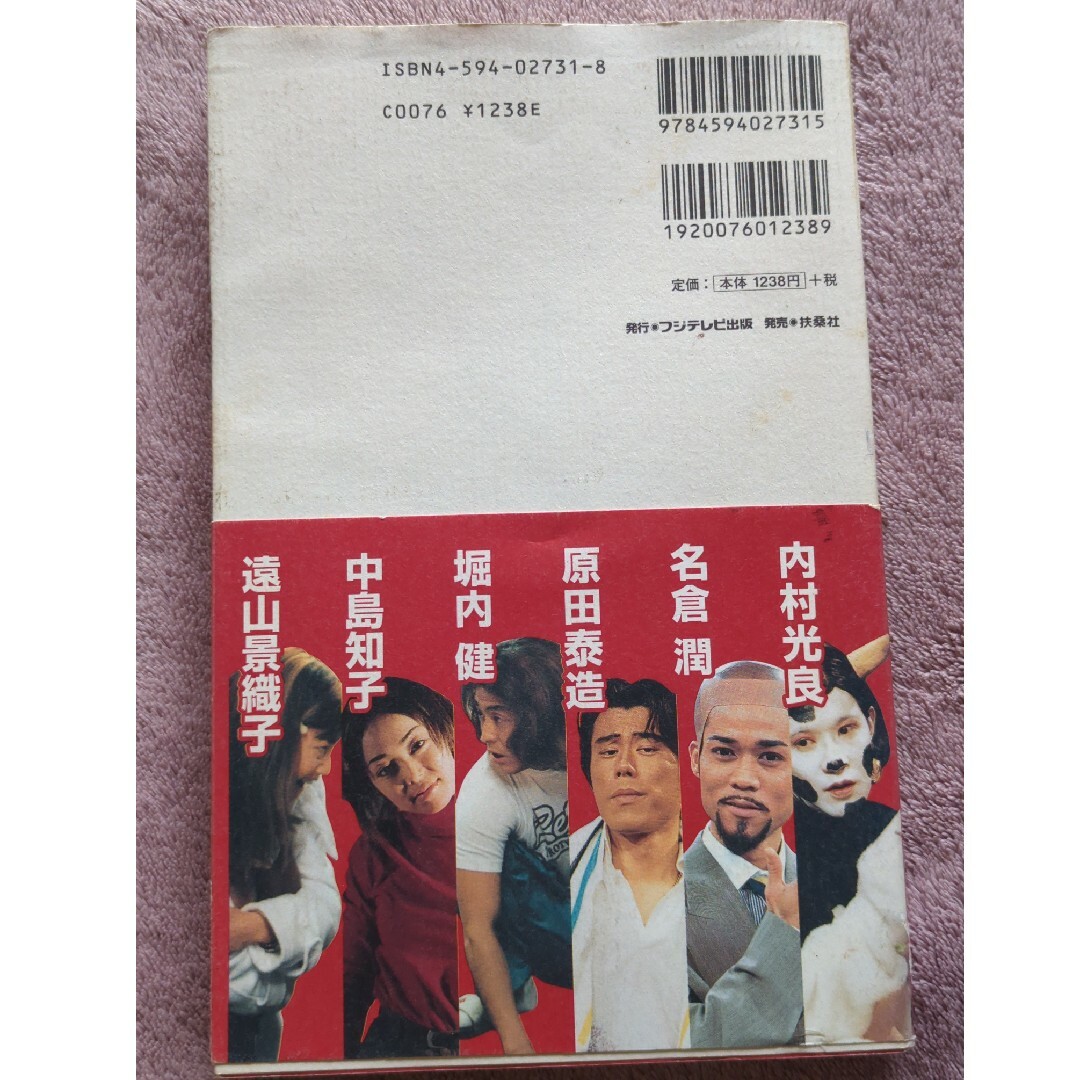 ISBN4-594-02731-8
C0076 ¥1238E
9784594027315
1920076012389
定価：本体 1238円+税
発行◉フジテレビ出版 発売◉扶桑社
内村光良
名倉 潤
原田泰造
堀内 健
中島知子
遠山景織子